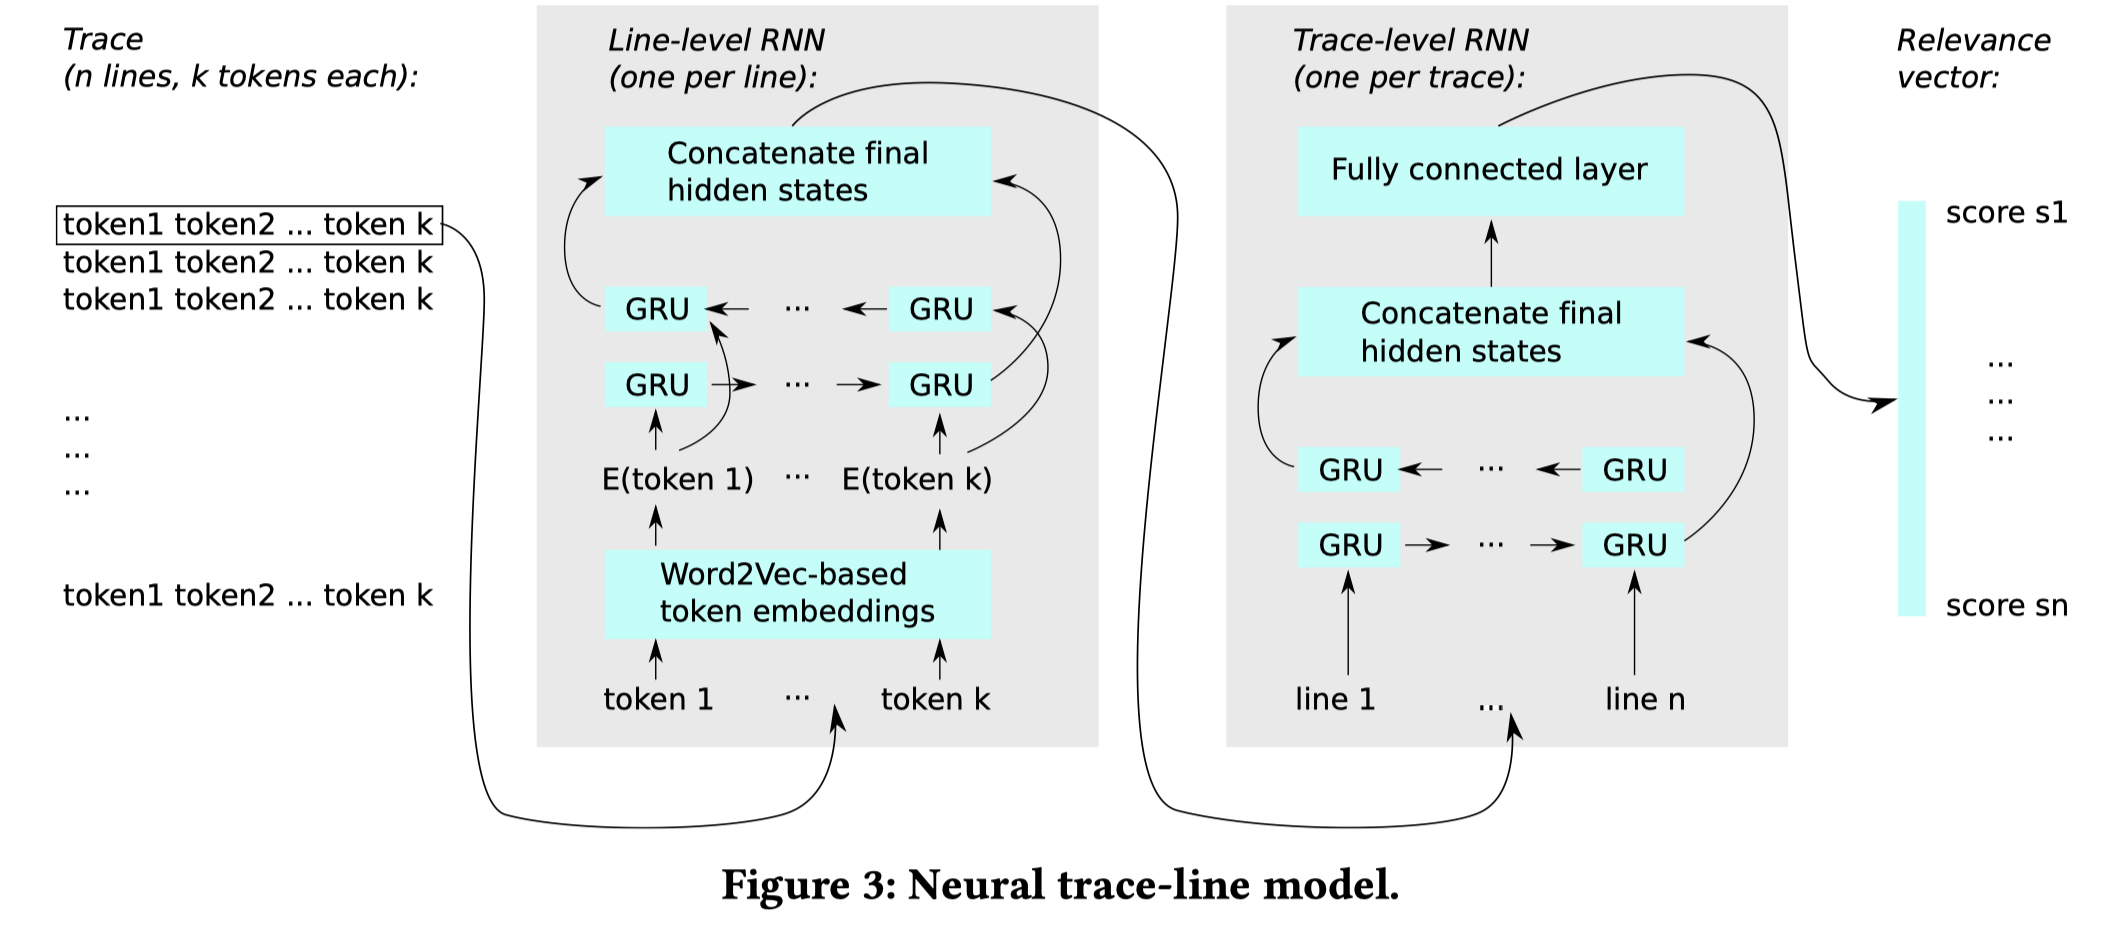 Trace
(n lines, k tokens each):
token1 token2 ... token k
token1 token2 ... token k
token1 token2 ... token k
...
...
...
token1 token2 ... token k
Line-level RNN
(one per line):
Concatenate final
hidden states
GRU ... GRU
GRU ... GRU
E(token 1) ... E(token k)
Word2Vec-based
token embeddings
token 1 ... token k
Trace-level RNN
(one per trace):
Fully connected layer
Concatenate final
hidden states
GRU ... GRU
GRU ... GRU
line 1 ... line n
Relevance
vector:
score s1
...
...
...
score sn
Figure 3: Neural trace-line model.